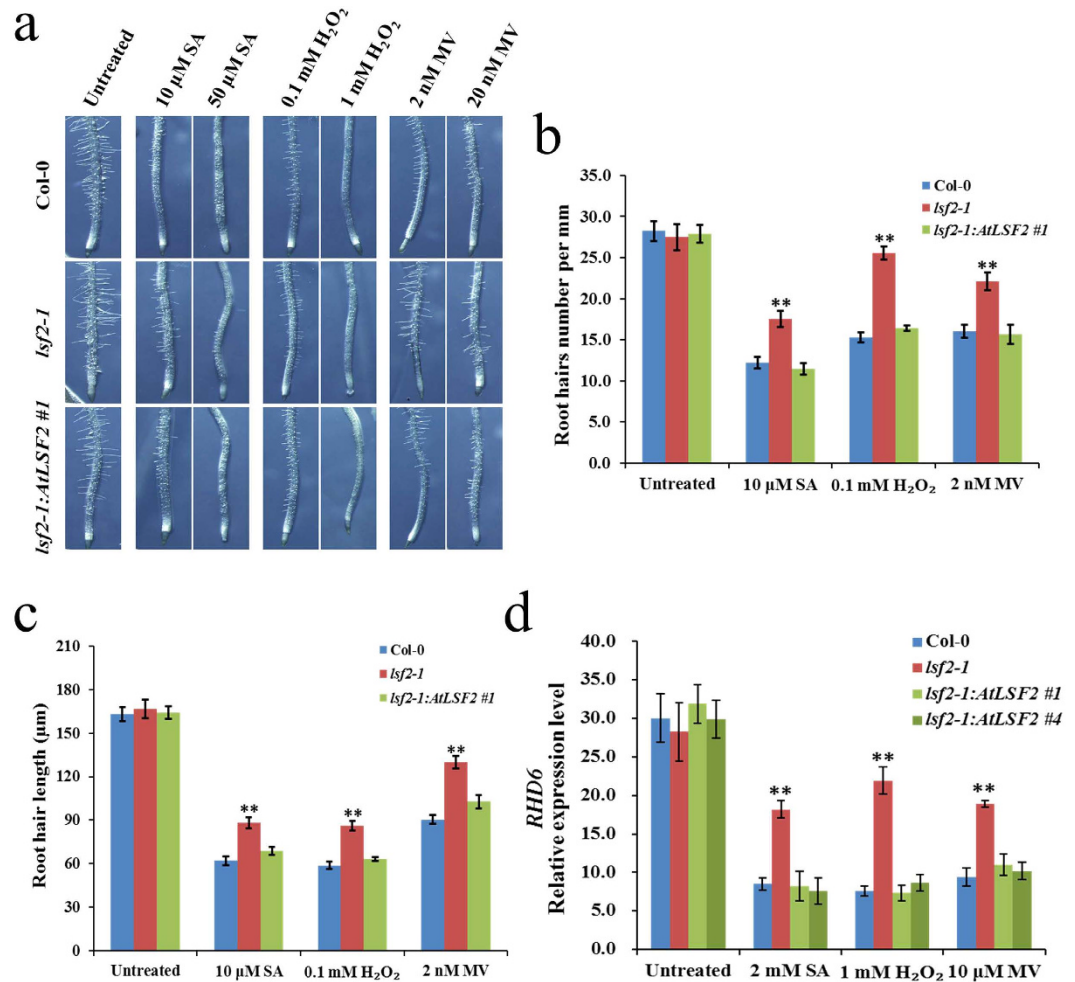 a
Untreated
10 µM SA
50 µM SA
0.1 mM H₂O₂
1 mM H₂O₂
2 nM MV
20 nM MV
Col-0
lsf2-1
lsf2-1:AtLSF2 #1
b
Root hairs number per mm
35.0
30.0
25.0
20.0
15.0
10.0
5.0
0.0
Col-0
lsf2-1
lsf2-1:AtLSF2 #1
**
**
**
Untreated
10 µM SA
0.1 mM H₂O₂
2 nM MV
c
Root hair length (µm)
210
180
150
120
90
60
30
0
Col-0
lsf2-1
lsf2-1:AtLSF2 #1
**
**
**
Untreated
10 µM SA
0.1 mM H₂O₂
2 nM MV
d
RHD6
Relative expression level
40.0
35.0
30.0
25.0
20.0
15.0
10.0
5.0
0.0
Col-0
lsf2-1
lsf2-1:AtLSF2 #1
lsf2-1:AtLSF2 #4
**
**
**
Untreated
2 mM SA
1 mM H₂O₂
10 µM MV